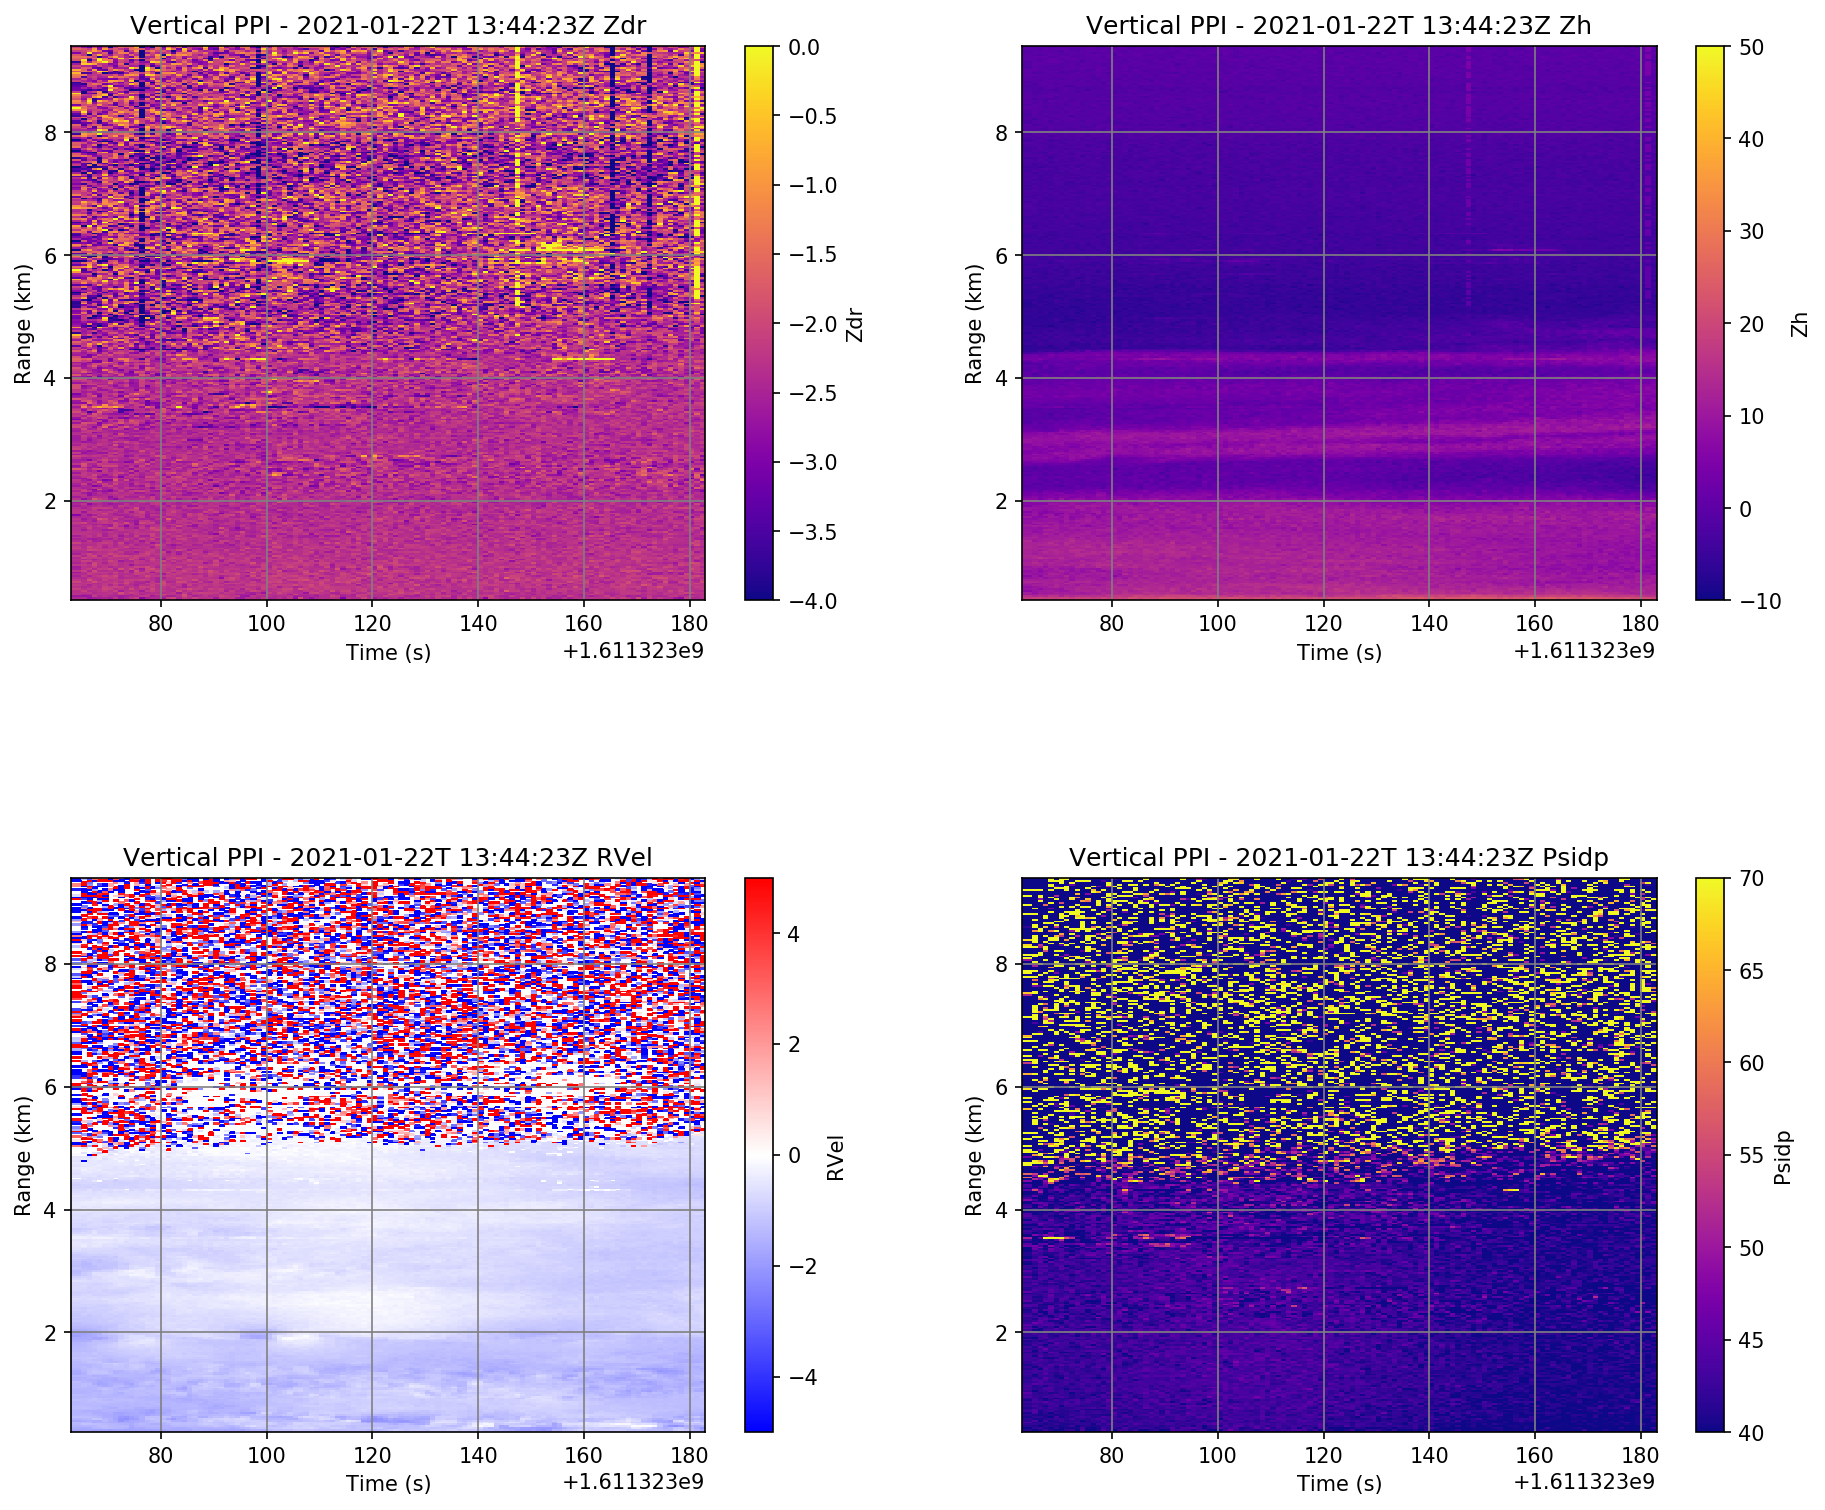 Vertical PPI - 2021-01-22T 13:44:23Z Zdr
Range (km)
8
6
4
2
80 100 120 140 160 180
Time (s)
+1.611323e9
0.0
−0.5
−1.0
−1.5
−2.0
−2.5
−3.0
−3.5
−4.0
Zdr
Vertical PPI - 2021-01-22T 13:44:23Z Zh
Range (km)
8
6
4
2
80 100 120 140 160 180
Time (s)
+1.611323e9
50
40
30
20
10
0
−10
Zh
Vertical PPI - 2021-01-22T 13:44:23Z RVel
Range (km)
8
6
4
2
80 100 120 140 160 180
Time (s)
+1.611323e9
4
2
0
−2
−4
RVel
Vertical PPI - 2021-01-22T 13:44:23Z Psidp
Range (km)
8
6
4
2
80 100 120 140 160 180
Time (s)
+1.611323e9
70
65
60
55
50
45
40
Psidp